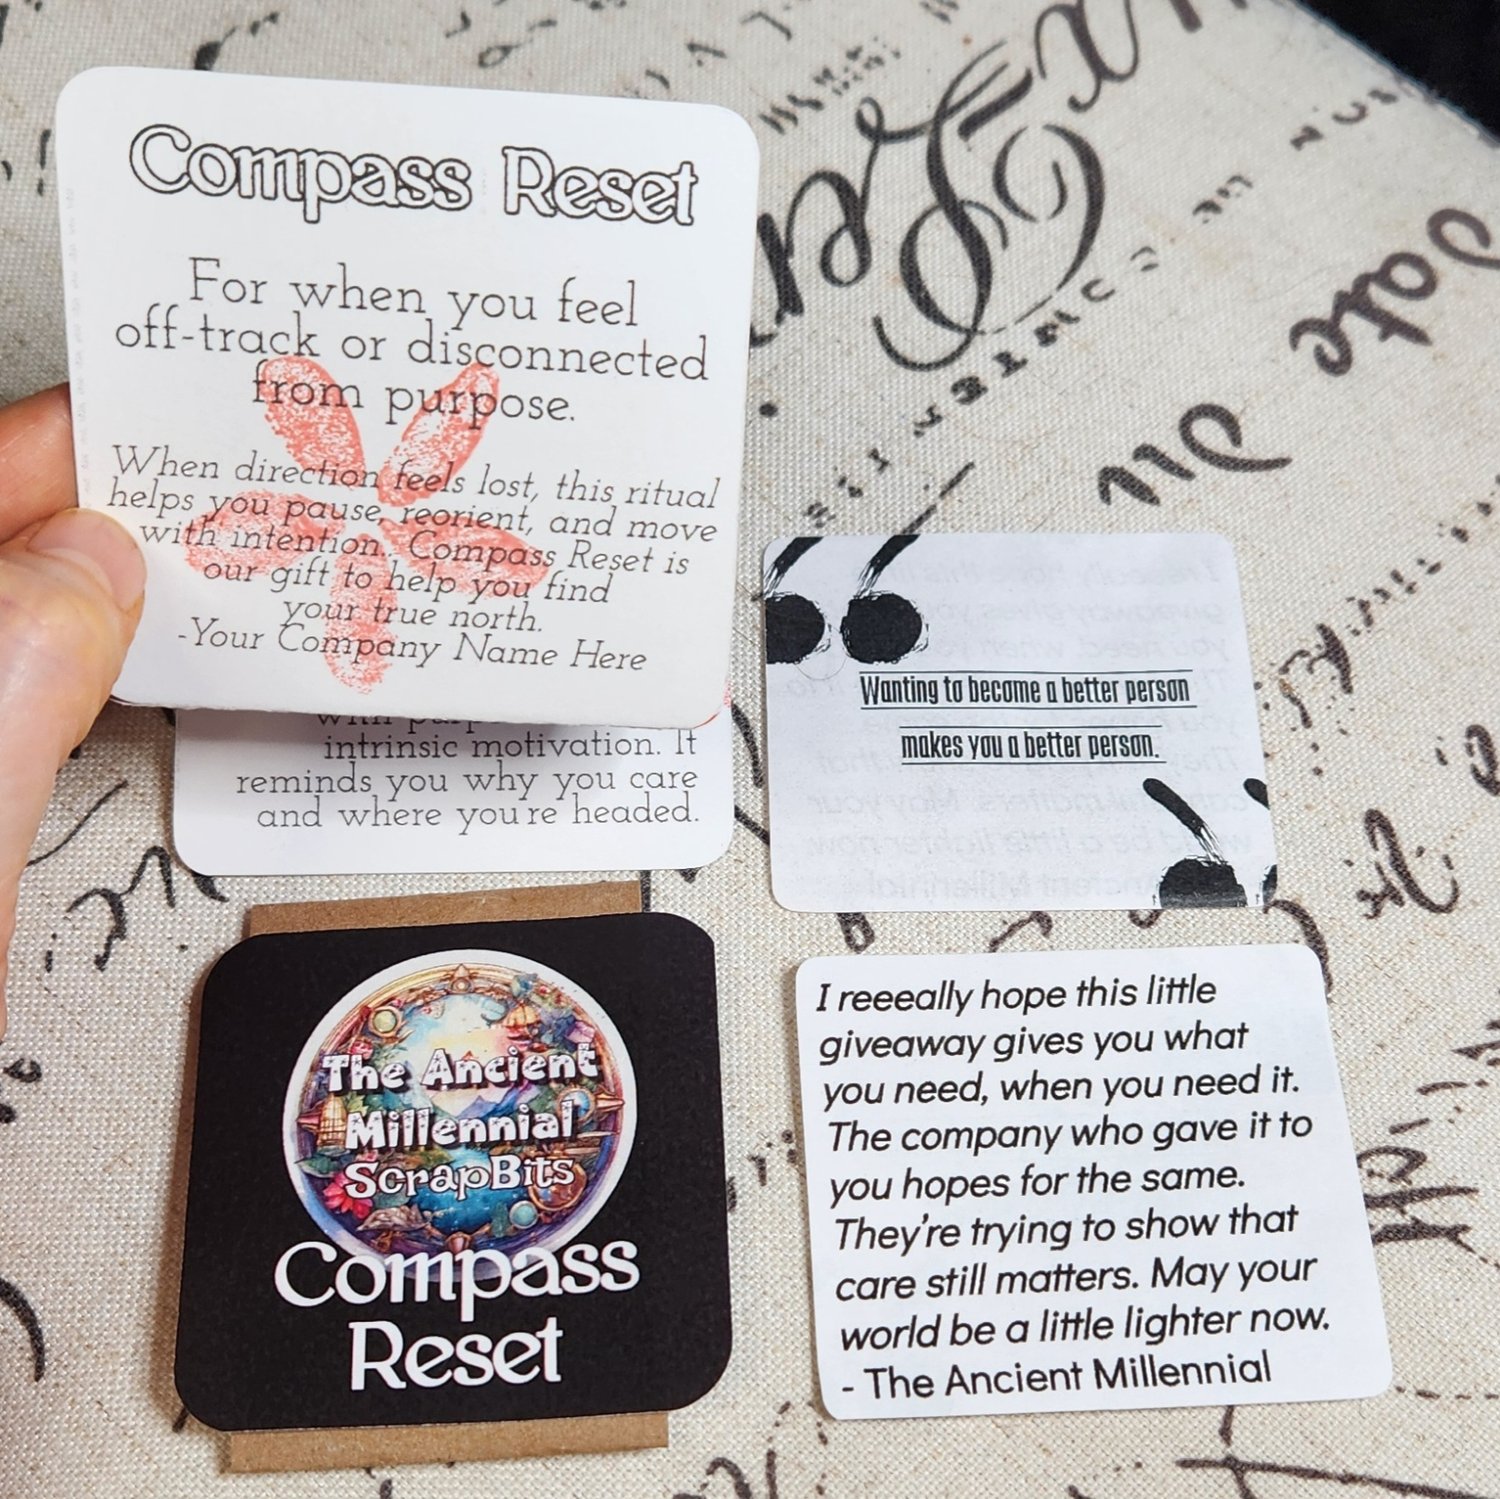 Compass Reset
For when you feel
off-track or disconnected
from purpose.
When direction feels lost, this ritual
helps you pause, reorient, and move
with intention.. Compass Reset is
our gift to help you find
your true north.
-Your Company Name Here
intrinsic motivation. It
reminds you why you care
and where you're headed.
The Ancient
Millennial
ScrapBits
Compass
Reset
Wanting to become a better person
makes you a better person.
I reeeally hope this little
giveaway gives you what
you need, when you need it.
The company who gave it to
you hopes for the same.
They're trying to show that
care still matters. May your
world be a little lighter now.
- The Ancient Millennial